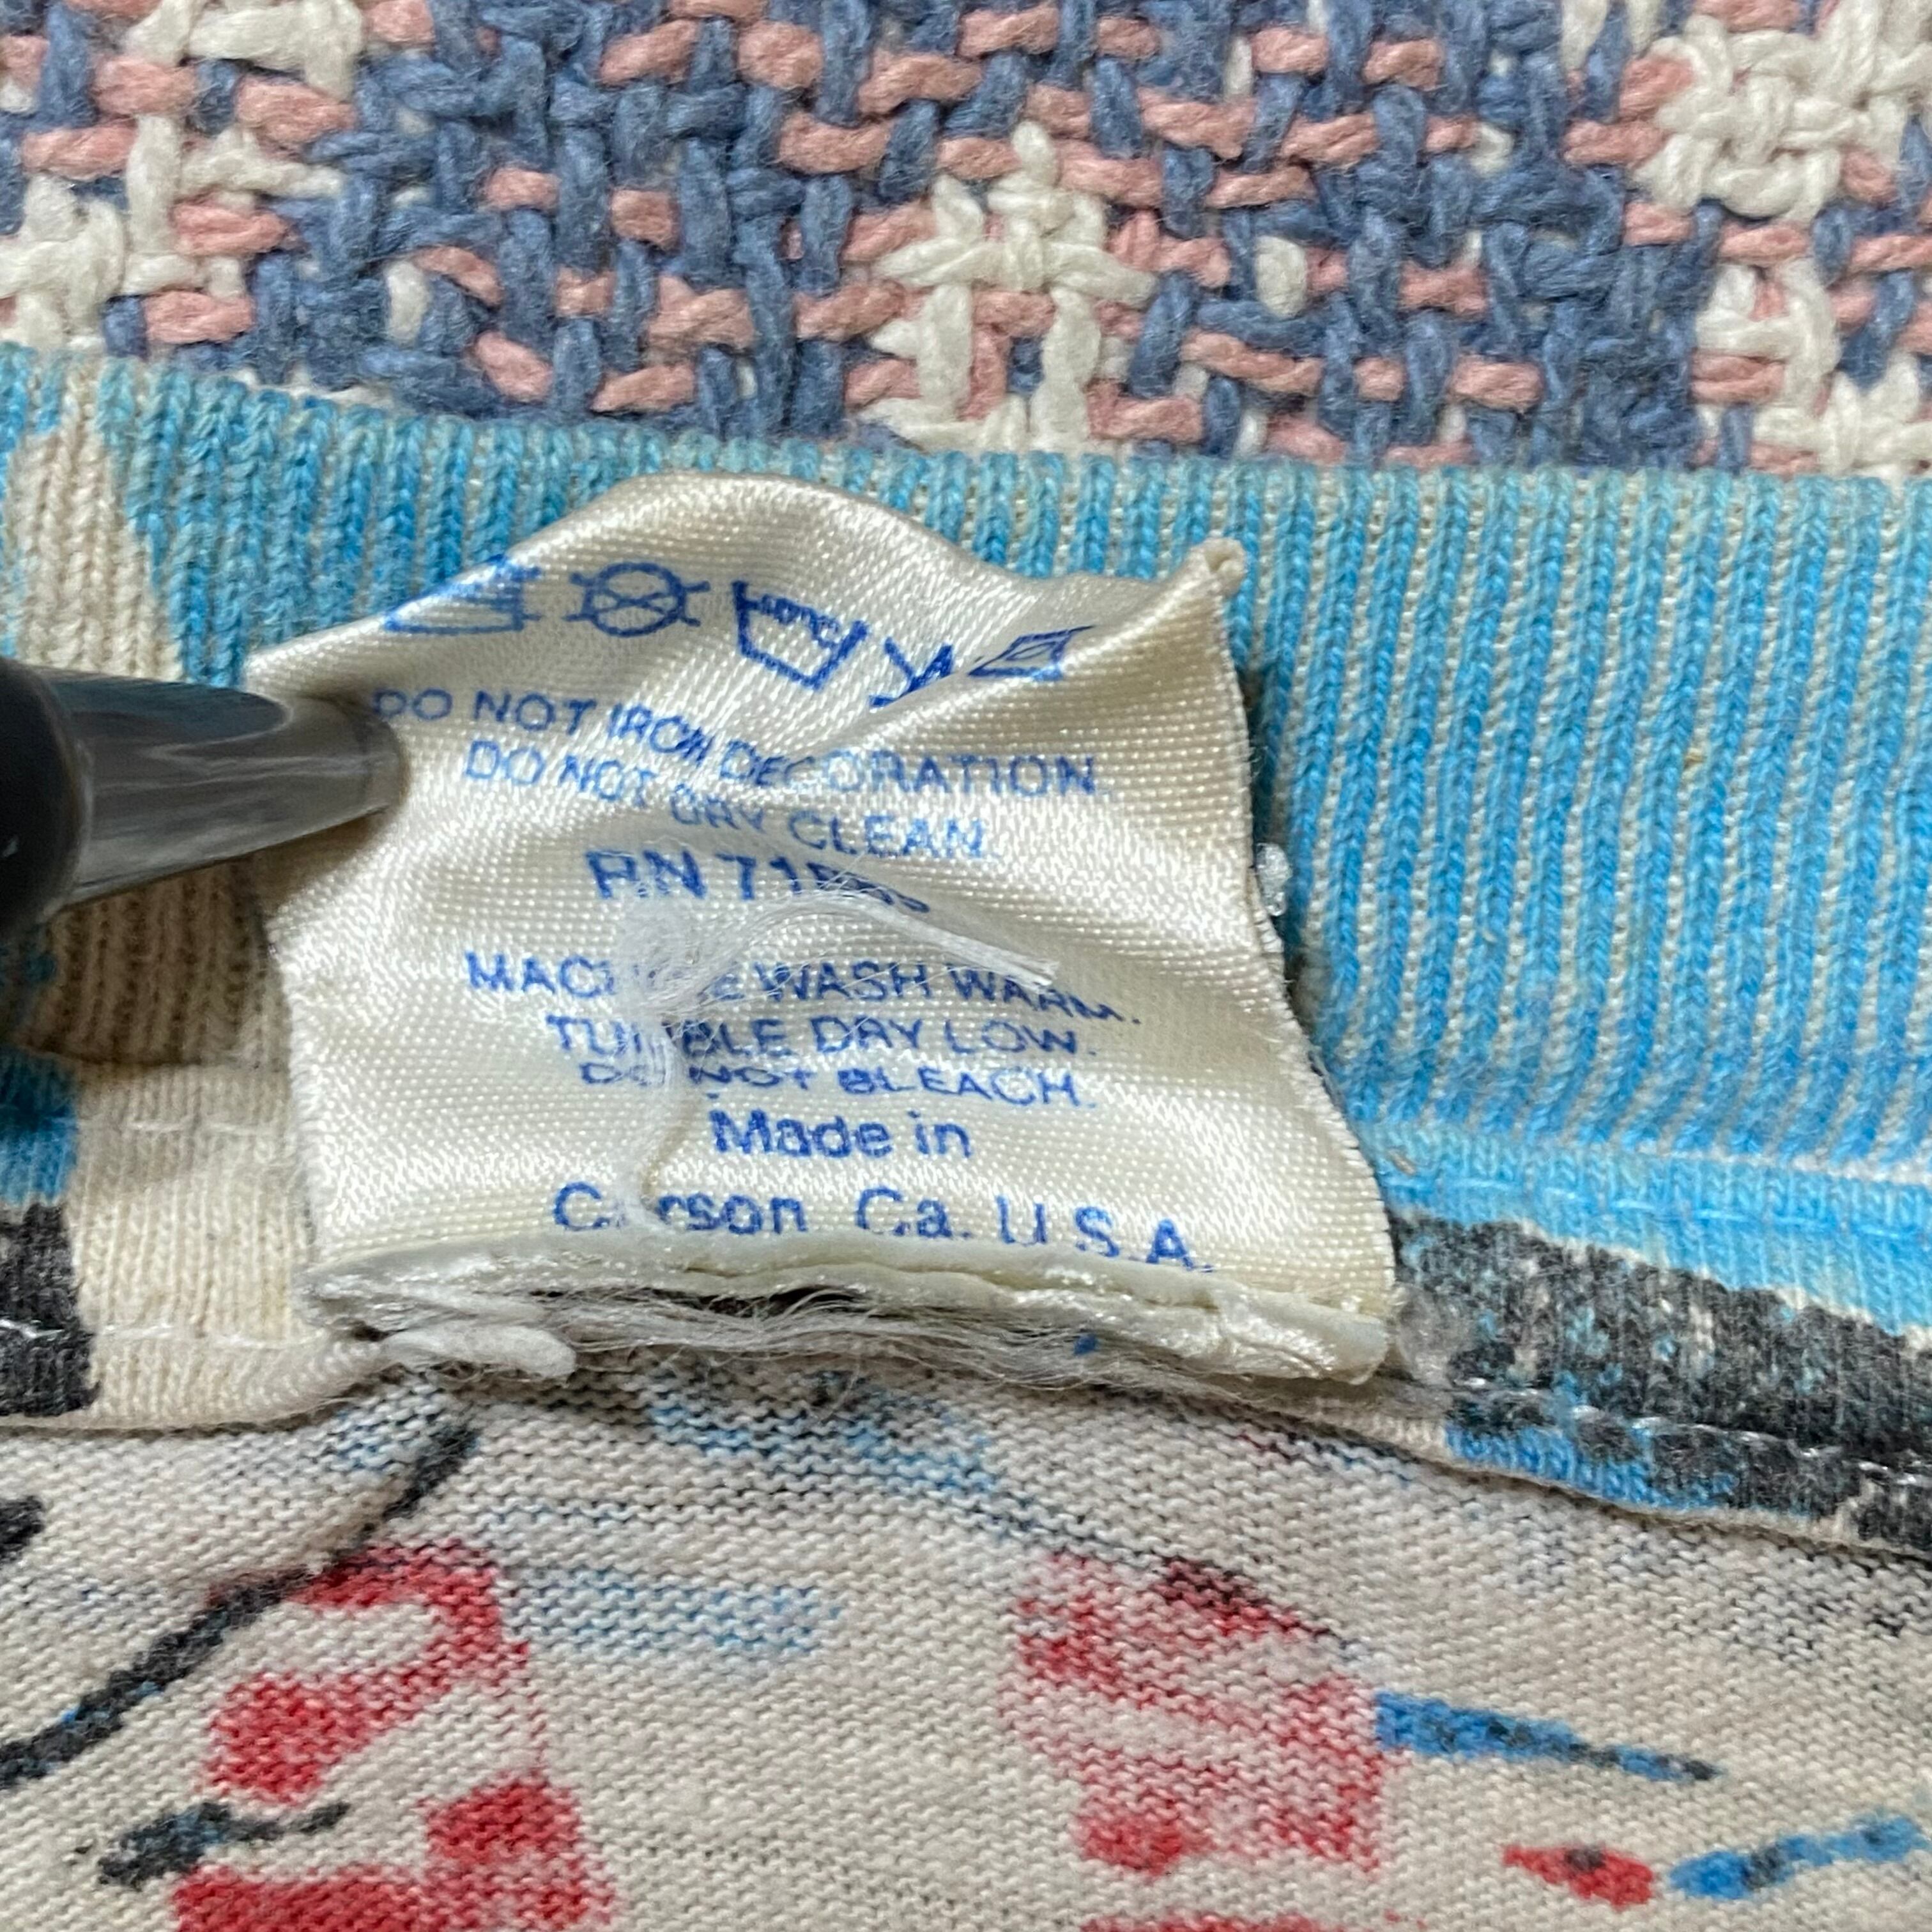 DO NOT IRON DECORATION.
DO NOT DRY CLEAN.
RN
MACHINE WASH WARM.
TUMBLE DRY LOW.
DO NOT BLEACH.
Made in
Carson, Ca. U.S.A.